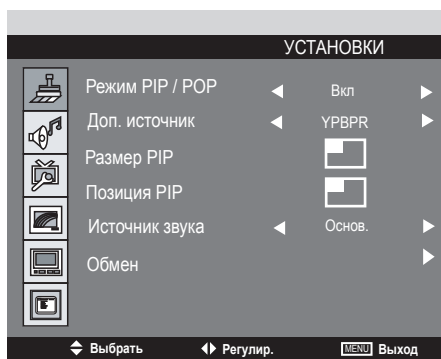 УСТАНОВКИ
Режим PIP / POP Вкл
Доп. источник YPBPR
Размер PIP
Позиция PIP
Источник звука Основ.
Обмен
Выбрать Регулир. MENU Выход